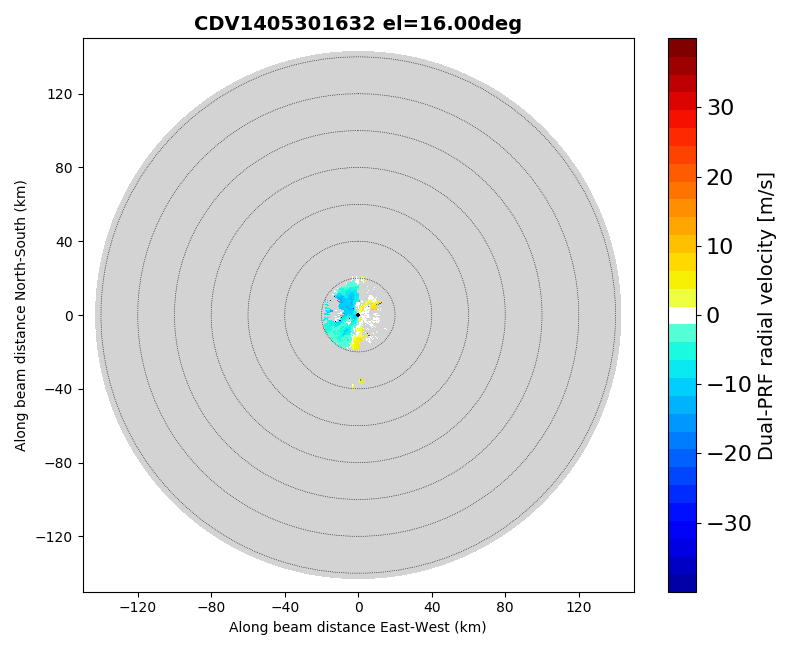 CDV1405301632 el=16.00deg
Along beam distance North-South (km)
120
80
40
0
−40
−80
−120
−120 −80 −40 0 40 80 120
Along beam distance East-West (km)
30
20
10
0
−10
−20
−30
Dual-PRF radial velocity [m/s]